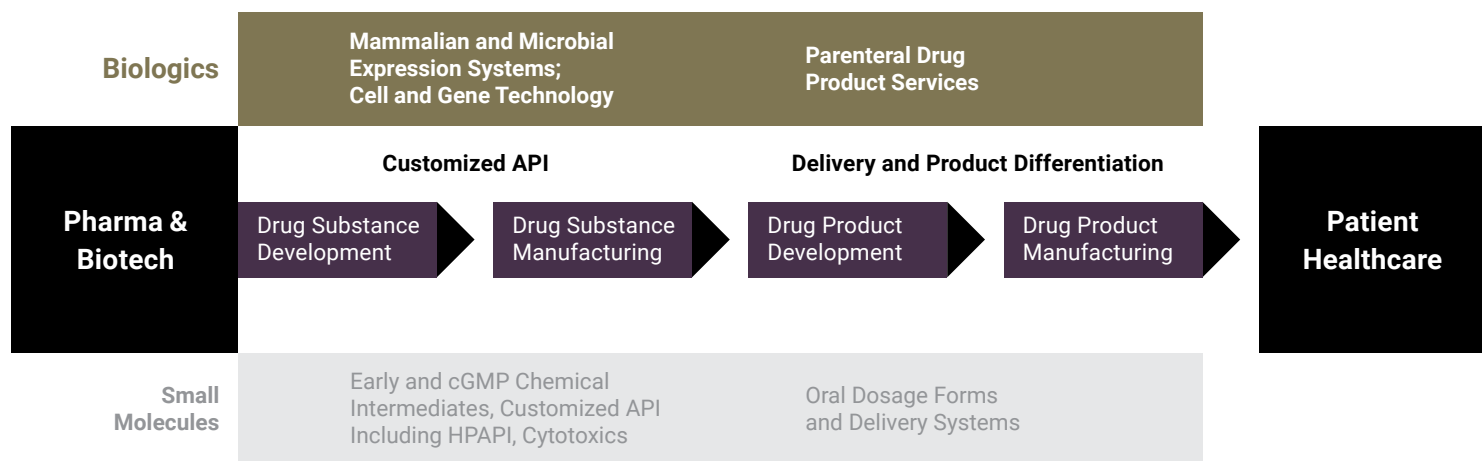 Biologics
Mammalian and Microbial
Expression Systems;
Cell and Gene Technology
Parenteral Drug
Product Services
Customized API
Delivery and Product Differentiation
Pharma &
Biotech
Drug Substance
Development
Drug Substance
Manufacturing
Drug Product
Development
Drug Product
Manufacturing
Patient
Healthcare
Small
Molecules
Early and cGMP Chemical
Intermediates, Customized API
Including HPAPI, Cytotoxics
Oral Dosage Forms
and Delivery Systems